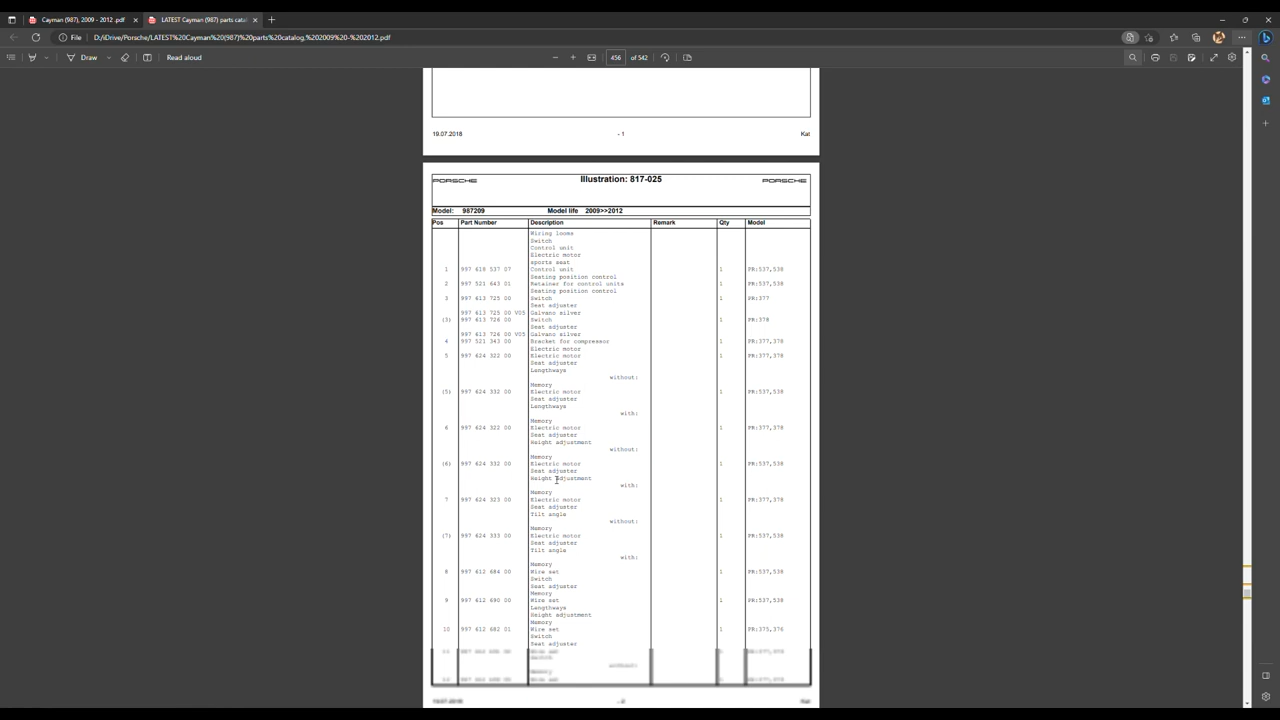 Cayman (987), 2009 - 2012 .pdf
LATEST Cayman (987) parts catal
File D:/iDrive/Porsche/LATEST%20Cayman%20(987)%20parts%20catalog,%202009%20-%202012.pdf
Draw Read aloud 456 of 542
19.07.2018 - 1 Kat
PORSCHE Illustration: 817-025 PORSCHE
Model: 987209 Model life 2009>>2012
Pos Part Number Description Remark Qty Model
Wiring looms
Switch
Control unit
Electric motor
sports seat
1 997 618 537 07 Control unit 1 PR:537,538
Seating position control
2 997 521 643 01 Retainer for control units 1 PR:537,538
Seating position control
3 997 613 725 00 Switch 1 PR:377
Seat adjuster
997 613 725 00 V05 Galvano silver
(3) 997 613 726 00 Switch 1 PR:378
Seat adjuster
997 613 726 00 V05 Galvano silver
4 997 521 343 00 Bracket for compressor 1 PR:377,378
Electric motor
5 997 624 322 00 Electric motor 1 PR:377,378
Seat adjuster
Lengthways
without:
Memory
(5) 997 624 332 00 Electric motor 1 PR:537,538
Seat adjuster
Lengthways
with:
Memory
6 997 624 322 00 Electric motor 1 PR:377,378
Seat adjuster
Height adjustment
without:
Memory
(6) 997 624 332 00 Electric motor 1 PR:537,538
Seat adjuster
Height adjustment
with:
Memory
7 997 624 323 00 Electric motor 1 PR:377,378
Seat adjuster
Tilt angle
without:
Memory
(7) 997 624 333 00 Electric motor 1 PR:537,538
Seat adjuster
Tilt angle
with:
Memory
8 997 612 684 00 Wire set 1 PR:537,538
Switch
Seat adjuster
Memory
9 997 612 690 00 Wire set 1 PR:537,538
Lengthways
Height adjustment
Memory
10 997 612 682 01 Wire set 1 PR:375,376
Switch
Seat adjuster